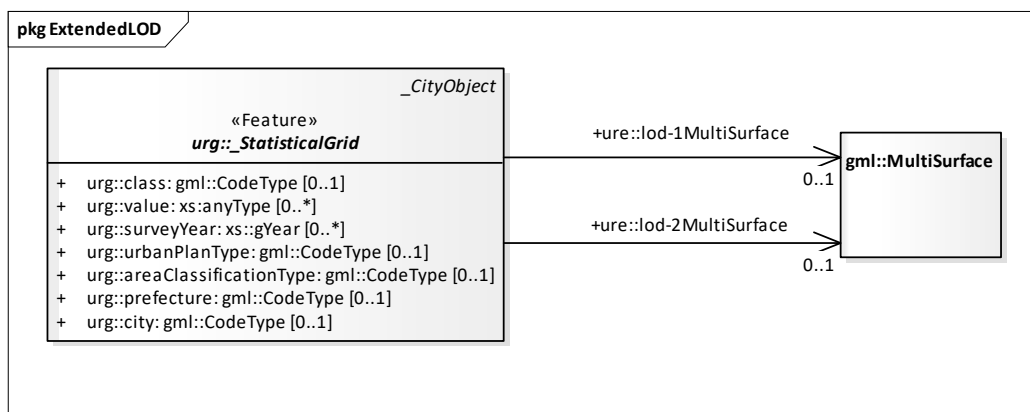 pkg ExtendedLOD
_CityObject
«Feature»
urg::_StatisticalGrid
+ urg::class: gml::CodeType [0..1]
+ urg::value: xs:anyType [0..*]
+ urg::surveyYear: xs::gYear [0..*]
+ urg::urbanPlanType: gml::CodeType [0..1]
+ urg::areaClassificationType: gml::CodeType [0..1]
+ urg::prefecture: gml::CodeType [0..1]
+ urg::city: gml::CodeType [0..1]
+ure::lod-1MultiSurface
0..1
+ure::lod-2MultiSurface
0..1
gml::MultiSurface